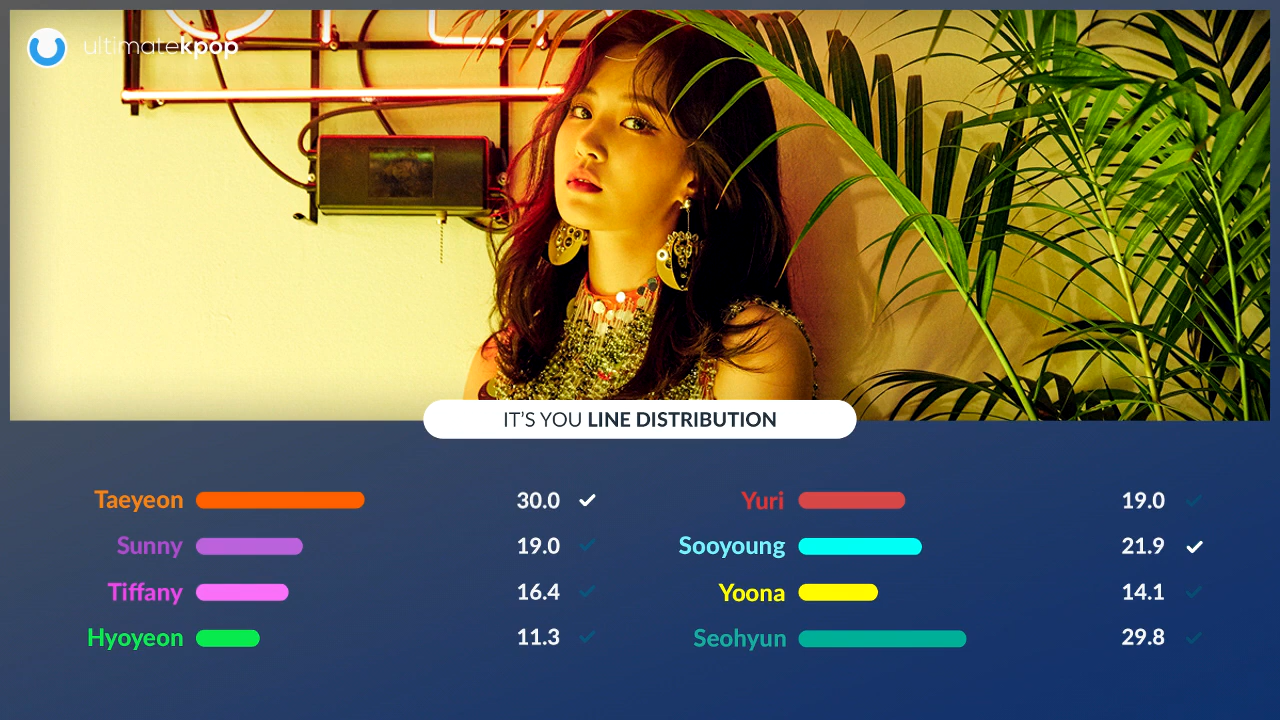 ultimatekpop
IT'S YOU LINE DISTRIBUTION
Taeyeon 30.0
Sunny 19.0
Tiffany 16.4
Hyoyeon 11.3
Yuri 19.0
Sooyoung 21.9
Yoona 14.1
Seohyun 29.8